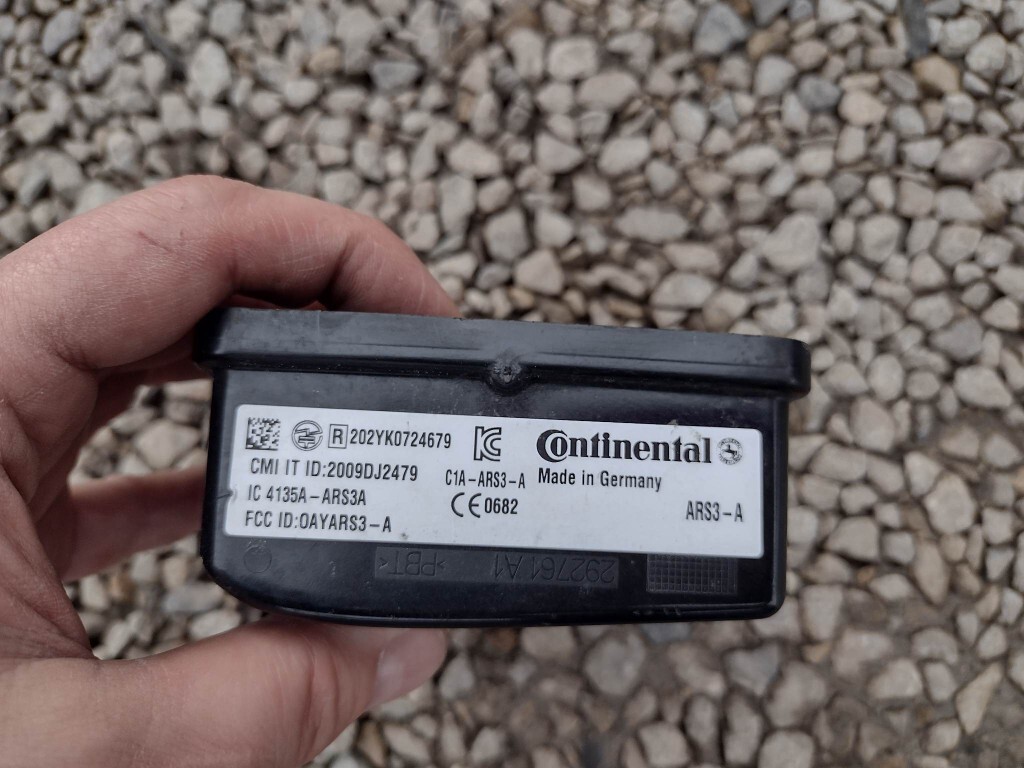 R 202YK0724679
Continental
CMI IT ID:2009DJ2479
C1A-ARS3-A
Made in Germany
IC 4135A-ARS3A
CE 0682
ARS3-A
FCC ID:OAYARS3-A
292761 A1 >PBT<